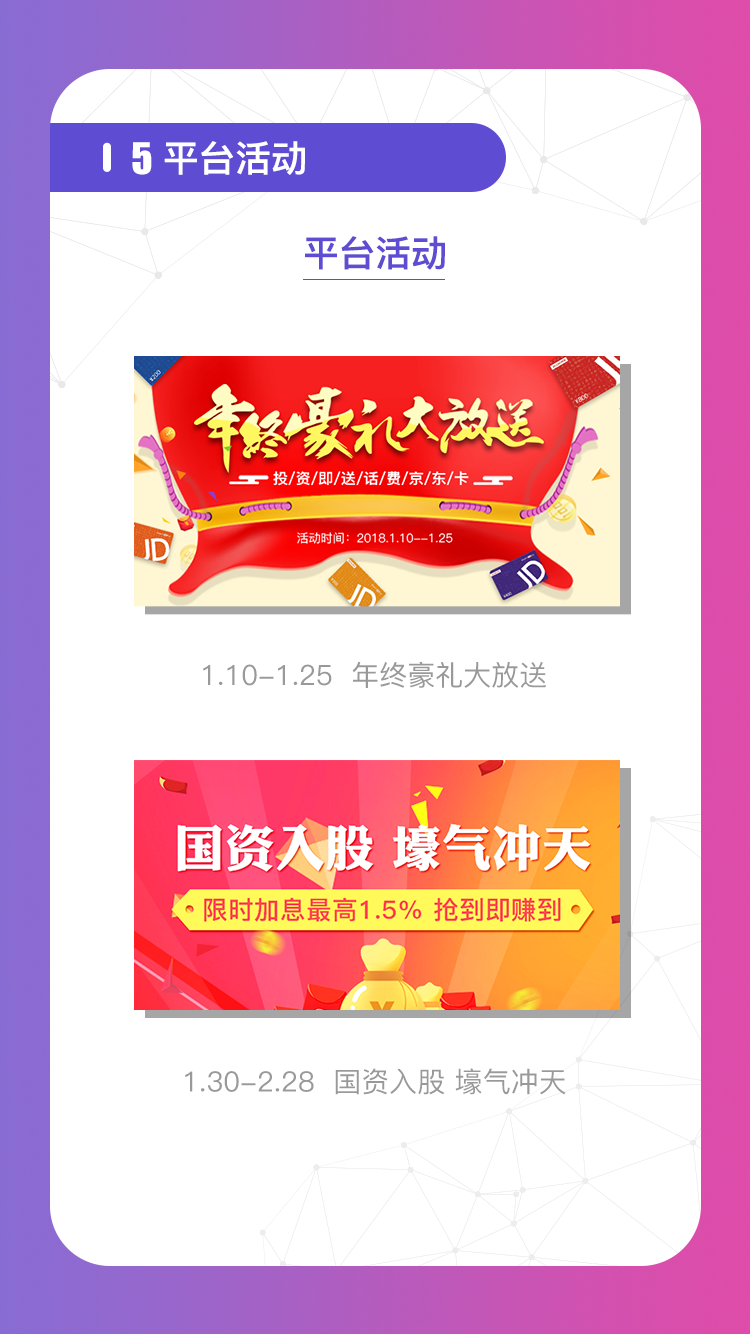 I 5 平台活动
平台活动
¥200
¥800
年终豪礼大放送
投/资/即/送/话/费/京/东/卡
活动时间：2018.1.10--1.25
JD
JD
JD
1.10-1.25 年终豪礼大放送
国资入股 壕气冲天
限时加息最高1.5% 抢到即赚到
1.30-2.28 国资入股 壕气冲天